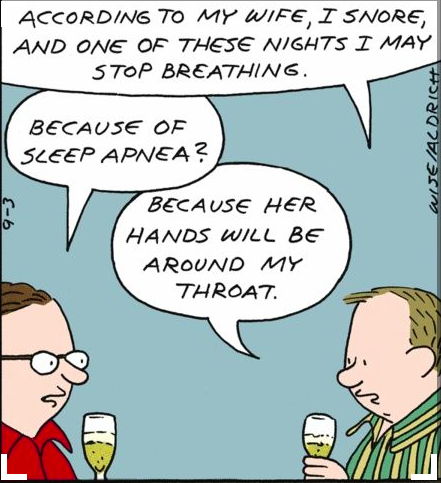 ACCORDING TO MY WIFE, I SNORE,
AND ONE OF THESE NIGHTS I MAY
STOP BREATHING.
BECAUSE OF
SLEEP APNEA?
BECAUSE HER
HANDS WILL BE
AROUND MY
THROAT.
9-3
WISE/ALDRICH